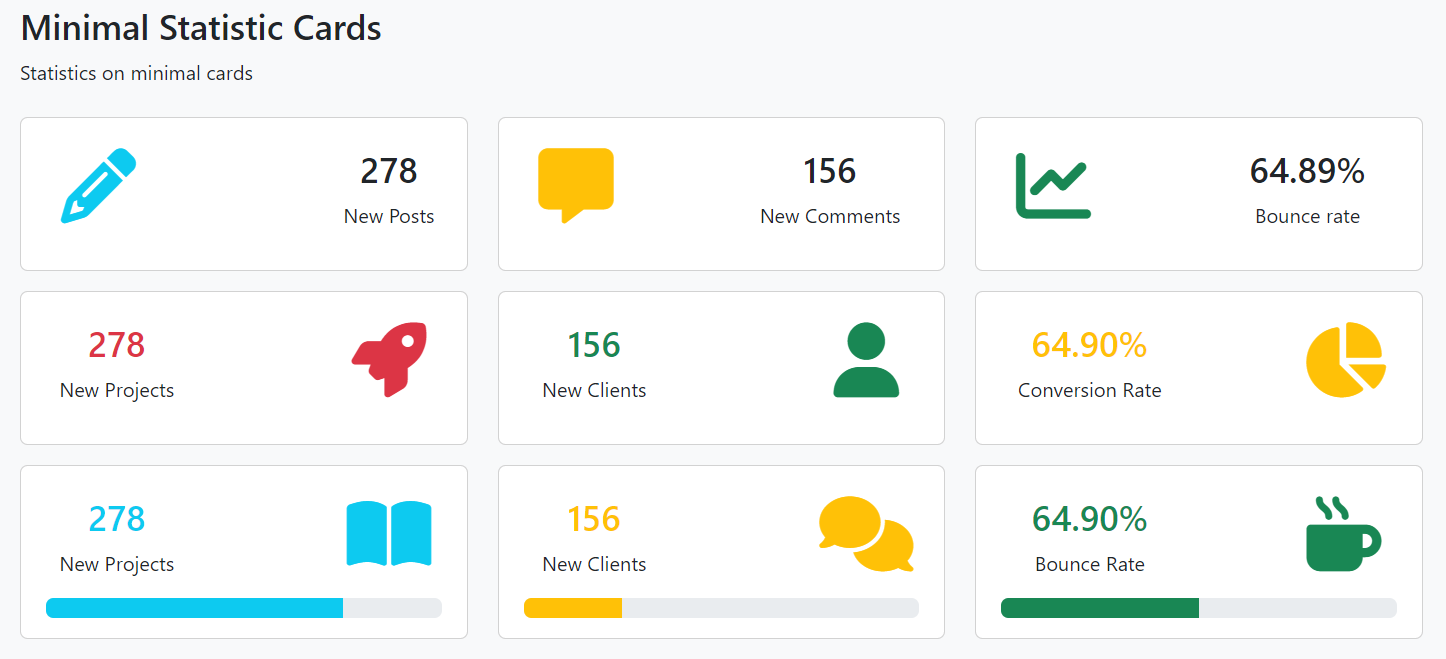 Minimal Statistic Cards
Statistics on minimal cards
278
New Posts
156
New Comments
64.89%
Bounce rate
278
New Projects
156
New Clients
64.90%
Conversion Rate
278
New Projects
156
New Clients
64.90%
Bounce Rate